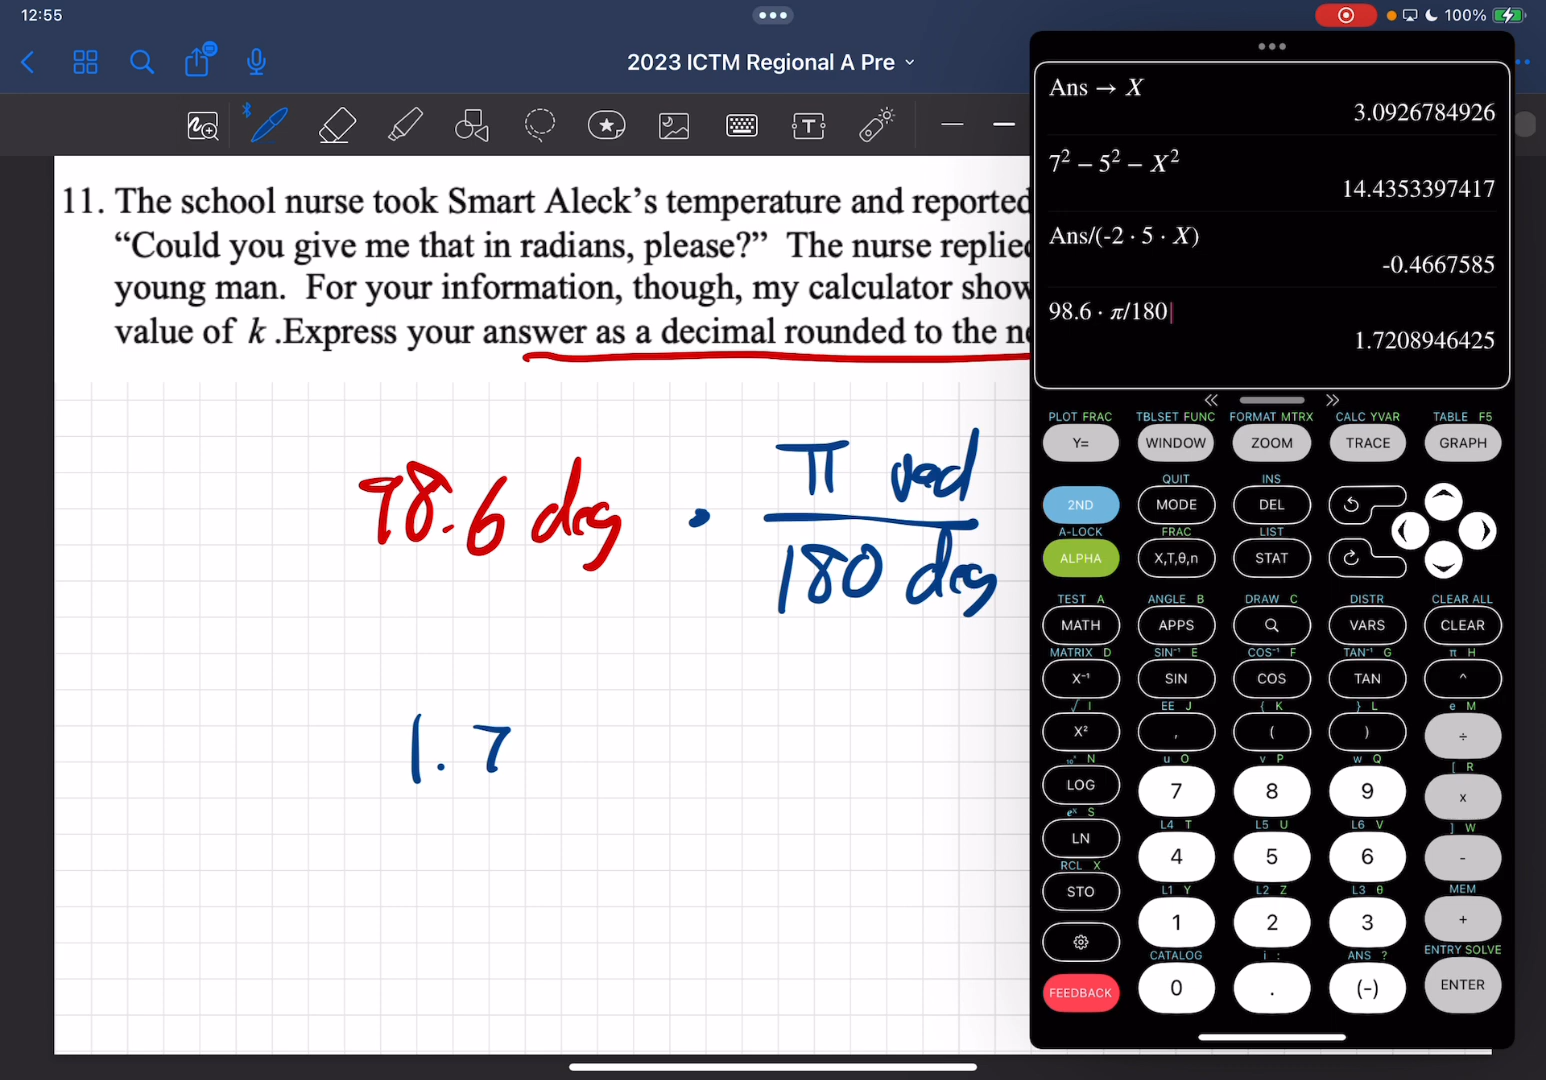 12:55
100%
2023 ICTM Regional A Pre
T
11. The school nurse took Smart Aleck's temperature and reported
"Could you give me that in radians, please?" The nurse replied
young man. For your information, though, my calculator show
value of k .Express your answer as a decimal rounded to the ne
98.6 deg · π rad
180 deg
1.7
Ans → X
3.0926784926
7² − 5² − X²
14.4353397417
Ans/(-2 · 5 · X)
-0.4667585
98.6 · π/180
1.7208946425
PLOT FRAC TBLSET FUNC FORMAT MTRX CALC YVAR TABLE F5
Y= WINDOW ZOOM TRACE GRAPH
QUIT INS
2ND MODE DEL
A-LOCK FRAC LIST
ALPHA X,T,θ,n STAT
TEST A ANGLE B DRAW C DISTR CLEAR ALL
MATH APPS VARS CLEAR
MATRIX D SIN⁻¹ E COS⁻¹ F TAN⁻¹ G π H
X⁻¹ SIN COS TAN ^
√ I EE J { K } L e M
X² , ( ) ÷
10ˣ N u O v P w Q [ R
LOG 7 8 9 x
eˣ S L4 T L5 U L6 V ] W
LN 4 5 6 -
RCL X L1 Y L2 Z L3 θ MEM
STO 1 2 3 +
CATALOG i : ANS ? ENTRY SOLVE
FEEDBACK 0 . (-) ENTER